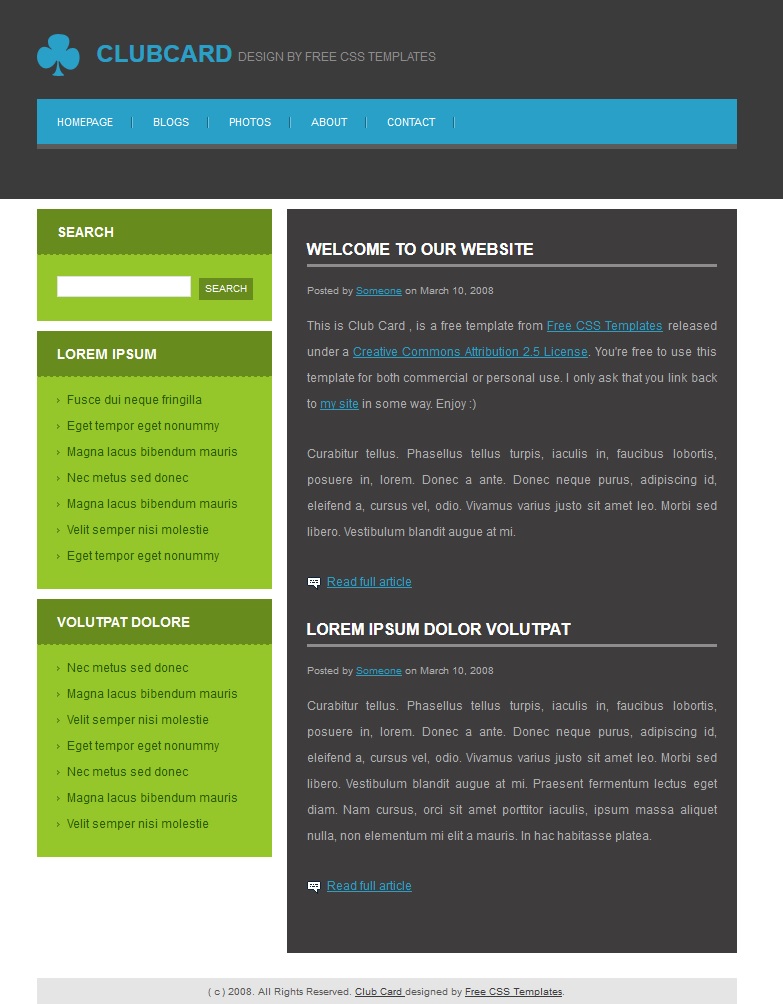 CLUBCARD DESIGN BY FREE CSS TEMPLATES
HOMEPAGE BLOGS PHOTOS ABOUT CONTACT
SEARCH
SEARCH
LOREM IPSUM
Fusce dui neque fringilla
Eget tempor eget nonummy
Magna lacus bibendum mauris
Nec metus sed donec
Magna lacus bibendum mauris
Velit semper nisi molestie
Eget tempor eget nonummy
VOLUTPAT DOLORE
Nec metus sed donec
Magna lacus bibendum mauris
Velit semper nisi molestie
Eget tempor eget nonummy
Nec metus sed donec
Magna lacus bibendum mauris
Velit semper nisi molestie
WELCOME TO OUR WEBSITE
Posted by Someone on March 10, 2008
This is Club Card , is a free template from Free CSS Templates released
under a Creative Commons Attribution 2.5 License. You're free to use this
template for both commercial or personal use. I only ask that you link back
to my site in some way. Enjoy :)
Curabitur tellus. Phasellus tellus turpis, iaculis in, faucibus lobortis,
posuere in, lorem. Donec a ante. Donec neque purus, adipiscing id,
eleifend a, cursus vel, odio. Vivamus varius justo sit amet leo. Morbi sed
libero. Vestibulum blandit augue at mi.
Read full article
LOREM IPSUM DOLOR VOLUTPAT
Posted by Someone on March 10, 2008
Curabitur tellus. Phasellus tellus turpis, iaculis in, faucibus lobortis,
posuere in, lorem. Donec a ante. Donec neque purus, adipiscing id,
eleifend a, cursus vel, odio. Vivamus varius justo sit amet leo. Morbi sed
libero. Vestibulum blandit augue at mi. Praesent fermentum lectus eget
diam. Nam cursus, orci sit amet porttitor iaculis, ipsum massa aliquet
nulla, non elementum mi elit a mauris. In hac habitasse platea.
Read full article
( c ) 2008. All Rights Reserved. Club Card designed by Free CSS Templates.